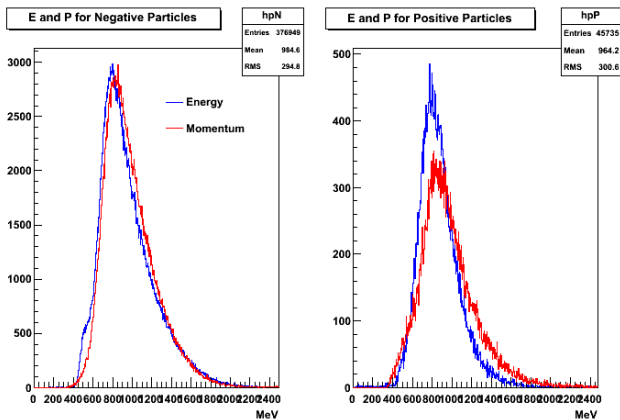 E and P for Negative Particles
hpN
Entries 376949
Mean 984.6
RMS 294.8
3000
2500
2000
1500
1000
500
0
Energy
Momentum
0 200 400 600 800 1000 1200 1400 1600 1800 2000 2200 2400
MeV
E and P for Positive Particles
hpP
Entries 45735
Mean 964.2
RMS 300.6
500
400
300
200
100
0
0 200 400 600 800 1000 1200 1400 1600 1800 2000 2200 2400
MeV